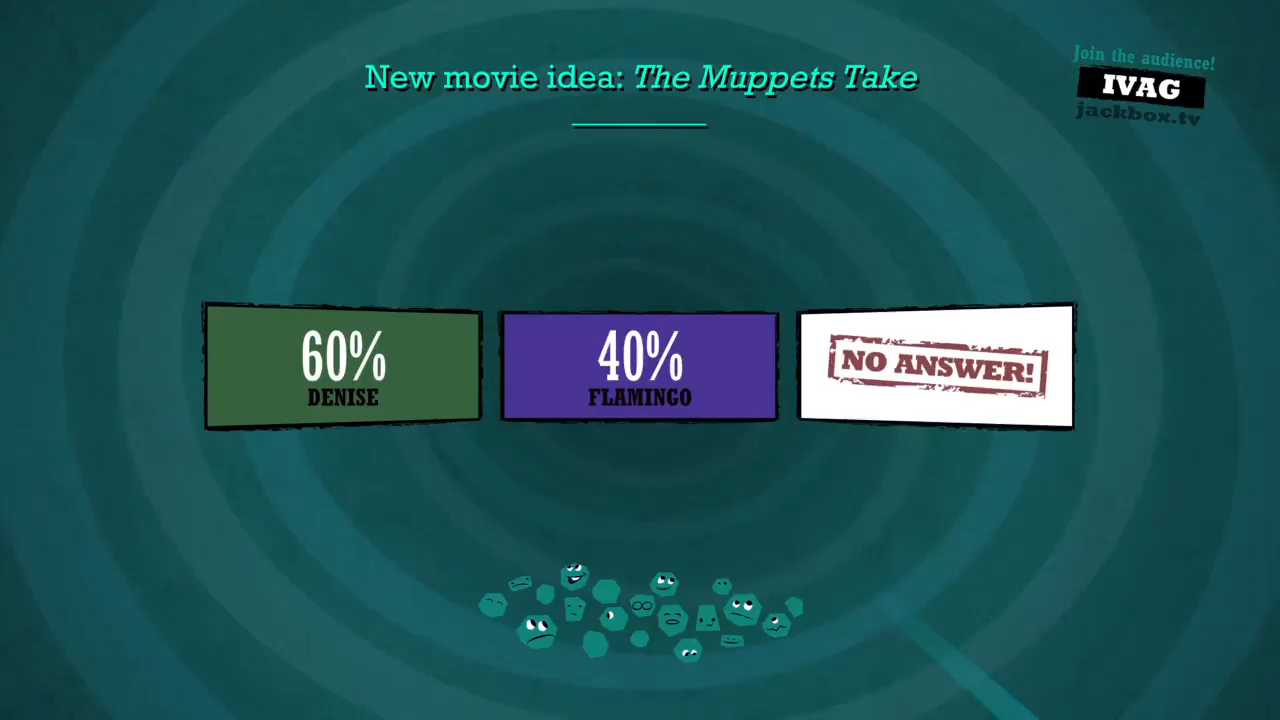 New movie idea: The Muppets Take
Join the audience!
IVAG
jackbox.tv
60%
DENISE
40%
FLAMINGO
NO ANSWER!